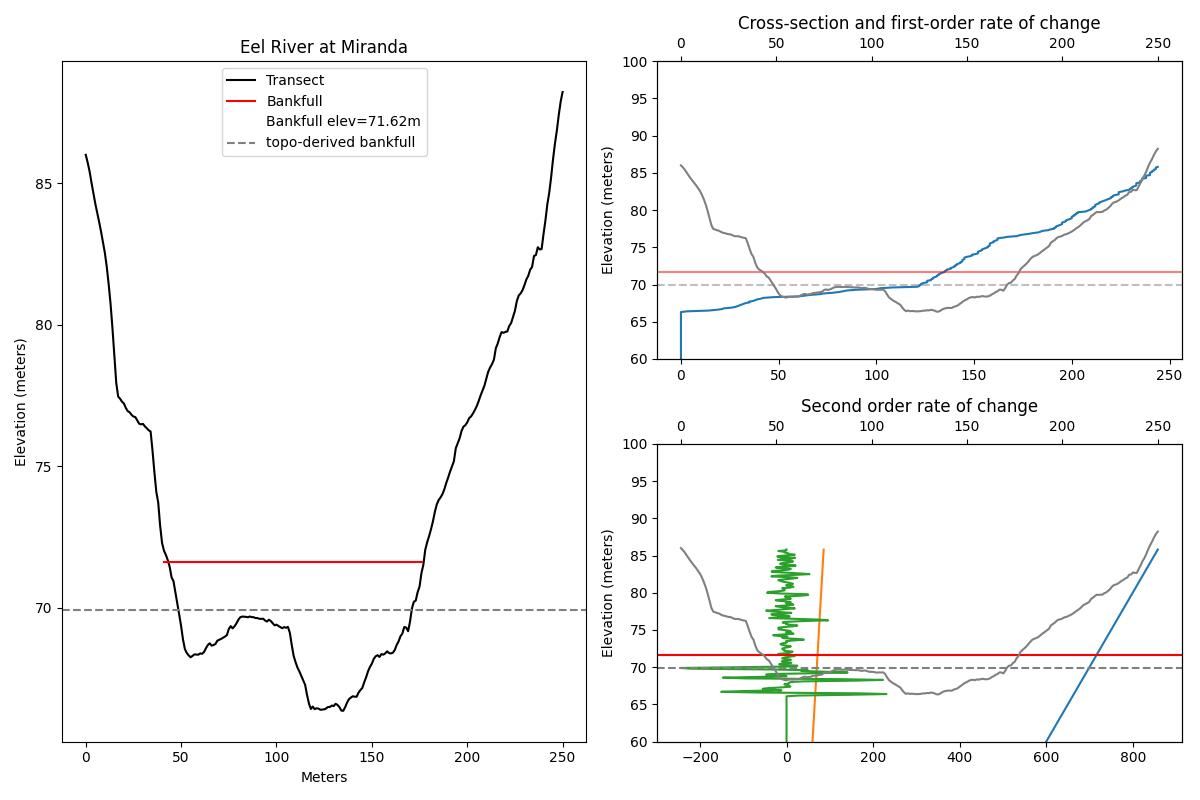 Eel River at Miranda
Transect
Bankfull
Bankfull elev=71.62m
topo-derived bankfull
85
80
75
70
Elevation (meters)
0 50 100 150 200 250
Meters
Cross-section and first-order rate of change
0 50 100 150 200 250
100
95
90
85
80
75
70
65
60
Elevation (meters)
0 50 100 150 200 250
Second order rate of change
0 50 100 150 200 250
100
95
90
85
80
75
70
65
60
Elevation (meters)
−200 0 200 400 600 800